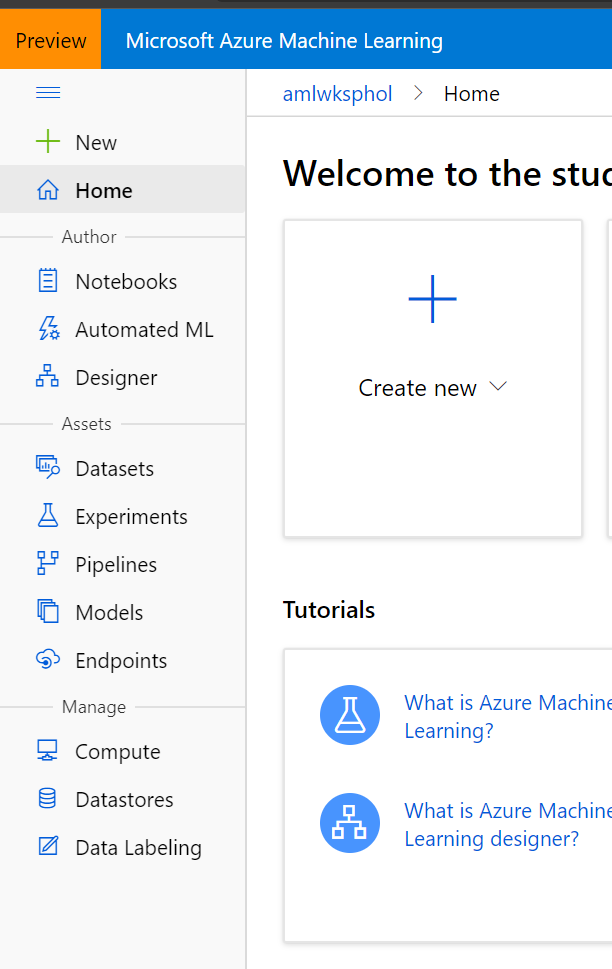 Preview
Microsoft Azure Machine Learning
amlwksphol > Home
New
Home
Author
Notebooks
Automated ML
Designer
Assets
Datasets
Experiments
Pipelines
Models
Endpoints
Manage
Compute
Datastores
Data Labeling
Welcome to the stu
Create new
Tutorials
What is Azure Machine
Learning?
What is Azure Machine
Learning designer?